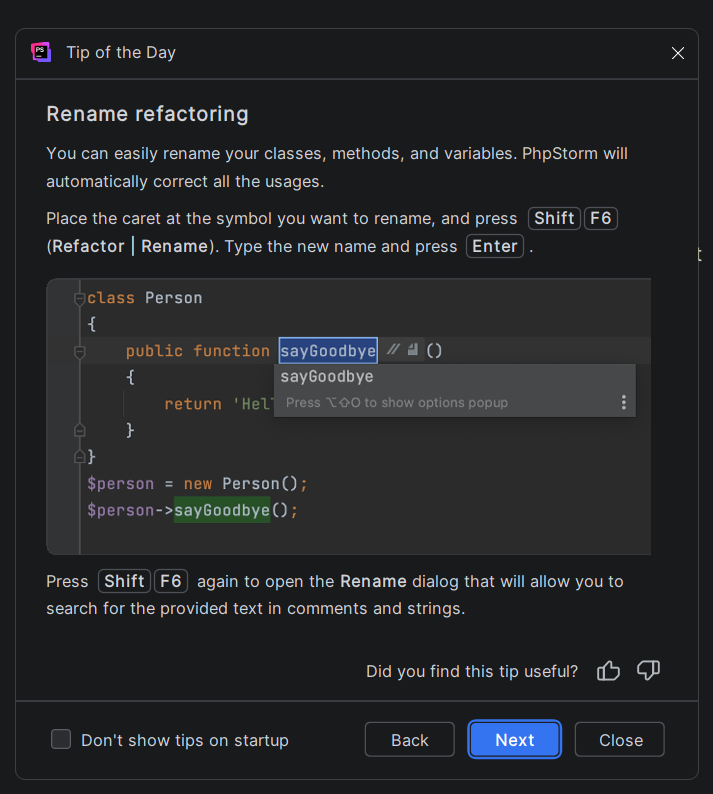 PS
Tip of the Day
Rename refactoring
You can easily rename your classes, methods, and variables. PhpStorm will
automatically correct all the usages.
Place the caret at the symbol you want to rename, and press Shift F6
(Refactor | Rename). Type the new name and press Enter .
class Person
{
public function sayGoodbye ()
sayGoodbye
{
Press ⌥⇧O to show options popup
return 'Hell
}
}
$person = new Person();
$person->sayGoodbye();
Press Shift F6 again to open the Rename dialog that will allow you to
search for the provided text in comments and strings.
Did you find this tip useful?
Don't show tips on startup
Back
Next
Close